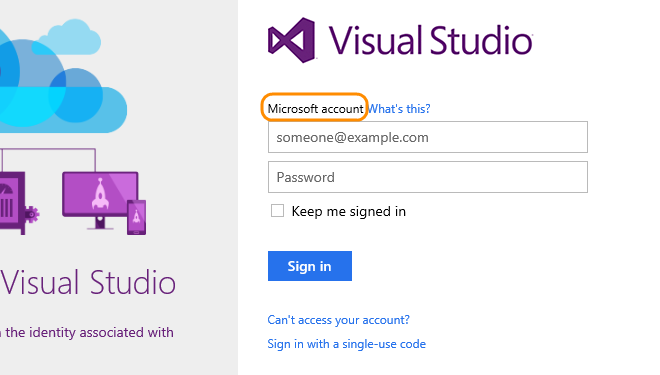 Visual Studio
Microsoft account What's this?
someone@example.com
Password
Keep me signed in
Sign in
Can't access your account?
Sign in with a single-use code
Visual Studio
the identity associated with